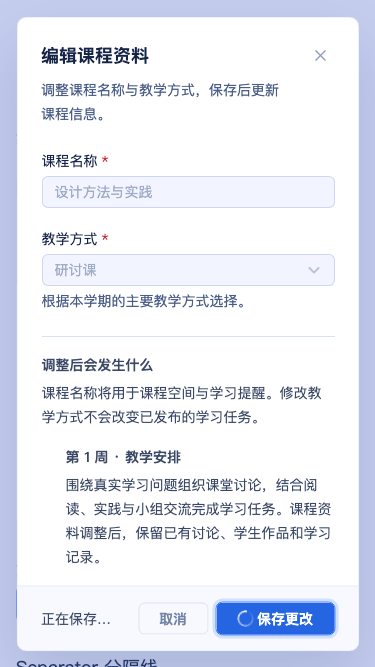 编辑课程资料
调整课程名称与教学方式，保存后更新
课程信息。
课程名称 *
设计方法与实践
教学方式 *
研讨课
根据本学期的主要教学方式选择。
调整后会发生什么
课程名称将用于课程空间与学习提醒。修改教
学方式不会改变已发布的学习任务。
第 1 周 · 教学安排
围绕真实学习问题组织课堂讨论，结合阅
读、实践与小组交流完成学习任务。课程资
料调整后，保留已有讨论、学生作品和学习
记录。
正在保存...
取消
保存更改
Separator 分隔线